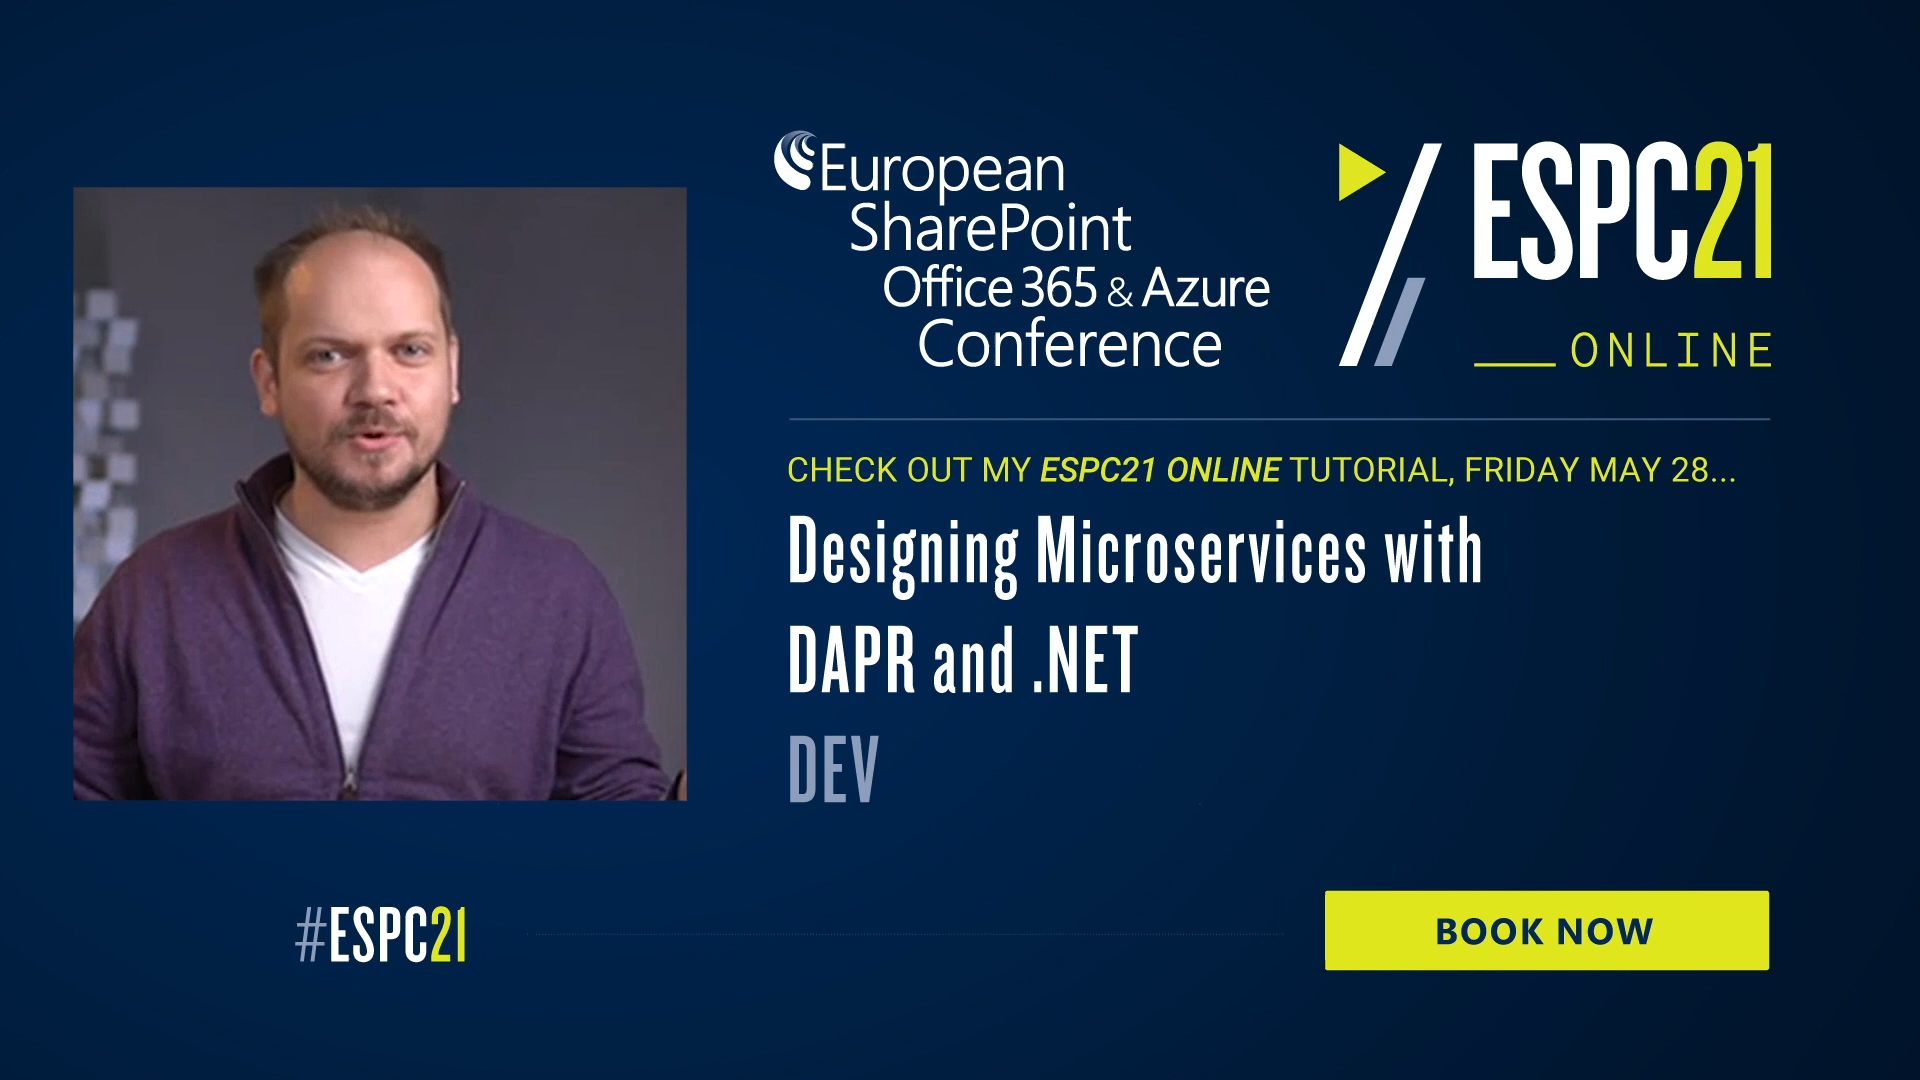 European
SharePoint
Office 365 & Azure
Conference
ESPC21
ONLINE
CHECK OUT MY ESPC21 ONLINE TUTORIAL, FRIDAY MAY 28...
Designing Microservices with
DAPR and .NET
DEV
#ESPC21
BOOK NOW